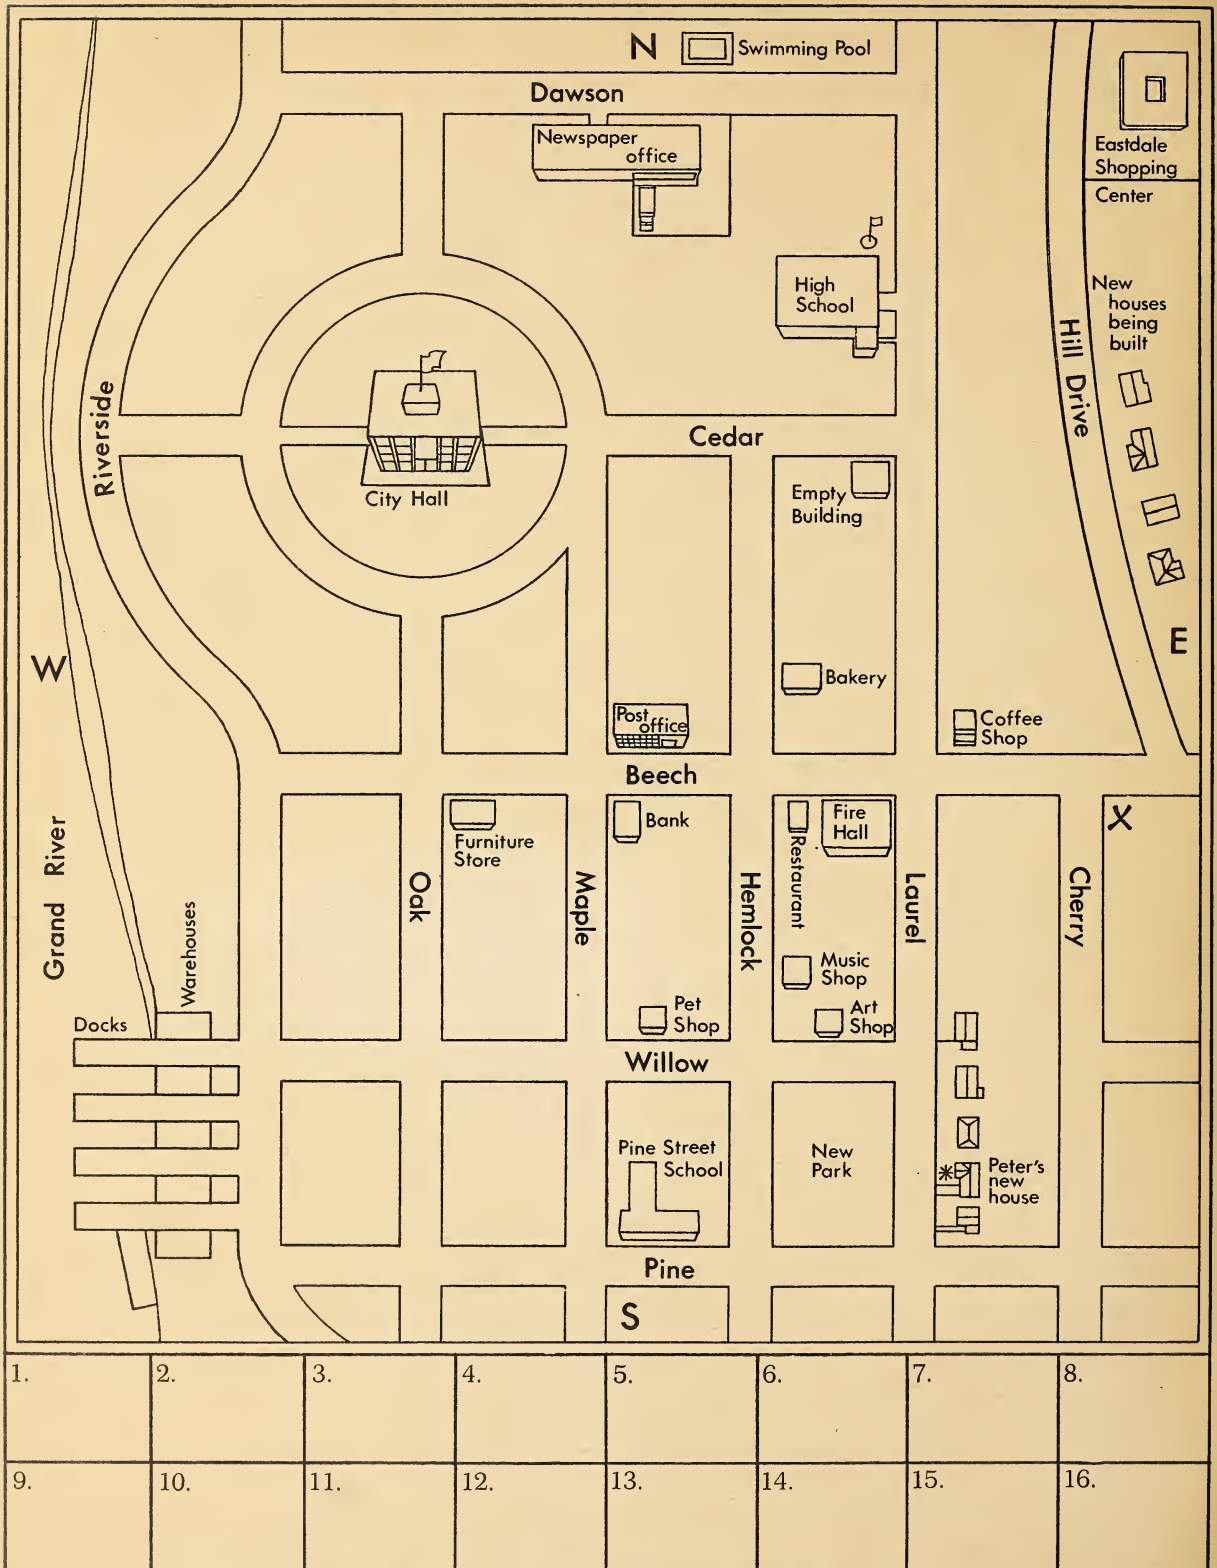 N
Swimming Pool
Dawson
Newspaper
office
Eastdale
Shopping
Center
High
School
New
houses
being
built
Hill Drive
Riverside
Cedar
City Hall
Empty
Building
W
E
Bakery
Post
office
Coffee
Shop
Beech
X
Furniture
Store
Bank
Restaurant
Fire
Hall
Grand River
Oak
Maple
Hemlock
Laurel
Cherry
Warehouses
Music
Shop
Docks
Pet
Shop
Art
Shop
Willow
Pine Street
School
New
Park
Peter's
new
house
Pine
S
1. 2. 3. 4. 5. 6. 7. 8.
9. 10. 11. 12. 13. 14. 15. 16.